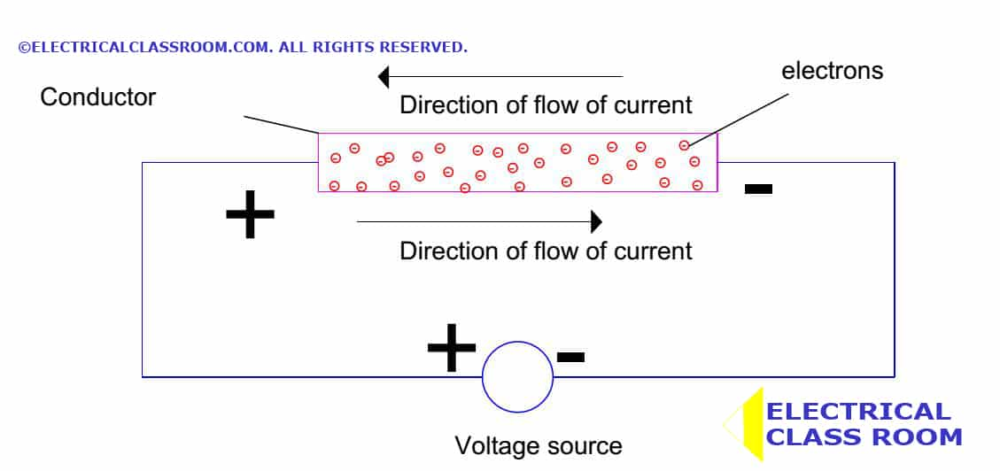 ©ELECTRICALCLASSROOM.COM. ALL RIGHTS RESERVED.
electrons
Conductor
Direction of flow of current
+
-
Direction of flow of current
+
-
Voltage source
ELECTRICAL
CLASS ROOM